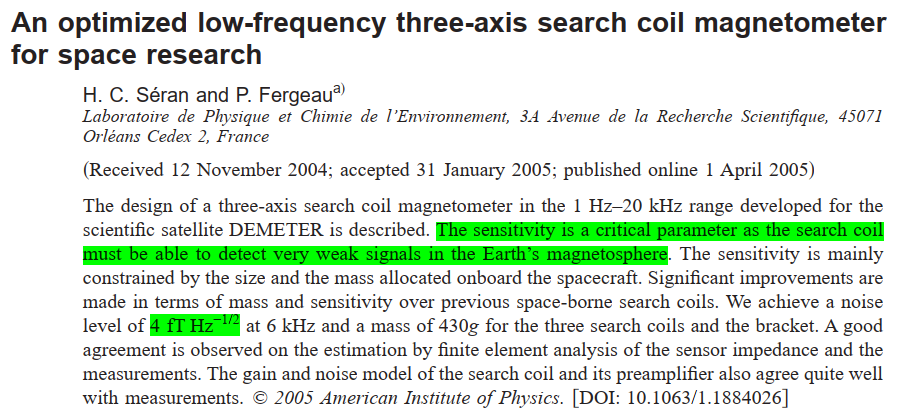 An optimized low-frequency three-axis search coil magnetometer
for space research
H. C. Séran and P. Fergeau^a)
Laboratoire de Physique et Chimie de l'Environnement, 3A Avenue de la Recherche Scientifique, 45071
Orléans Cedex 2, France
(Received 12 November 2004; accepted 31 January 2005; published online 1 April 2005)
The design of a three-axis search coil magnetometer in the 1 Hz–20 kHz range developed for the
scientific satellite DEMETER is described. The sensitivity is a critical parameter as the search coil
must be able to detect very weak signals in the Earth's magnetosphere. The sensitivity is mainly
constrained by the size and the mass allocated onboard the spacecraft. Significant improvements are
made in terms of mass and sensitivity over previous space-borne search coils. We achieve a noise
level of 4 fT Hz^−1/2 at 6 kHz and a mass of 430g for the three search coils and the bracket. A good
agreement is observed on the estimation by finite element analysis of the sensor impedance and the
measurements. The gain and noise model of the search coil and its preamplifier also agree quite well
with measurements. © 2005 American Institute of Physics. [DOI: 10.1063/1.1884026]